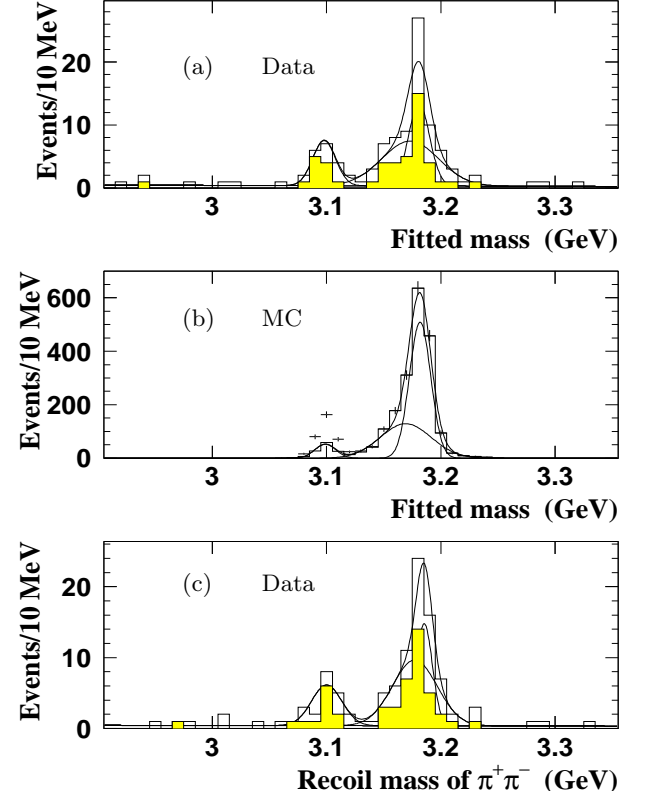 Events/10 MeV
20
10
0
(a) Data
3 3.1 3.2 3.3
Fitted mass (GeV)
Events/10 MeV
600
400
200
0
(b) MC
3 3.1 3.2 3.3
Fitted mass (GeV)
Events/10 MeV
20
10
0
(c) Data
3 3.1 3.2 3.3
Recoil mass of π⁺π⁻ (GeV)